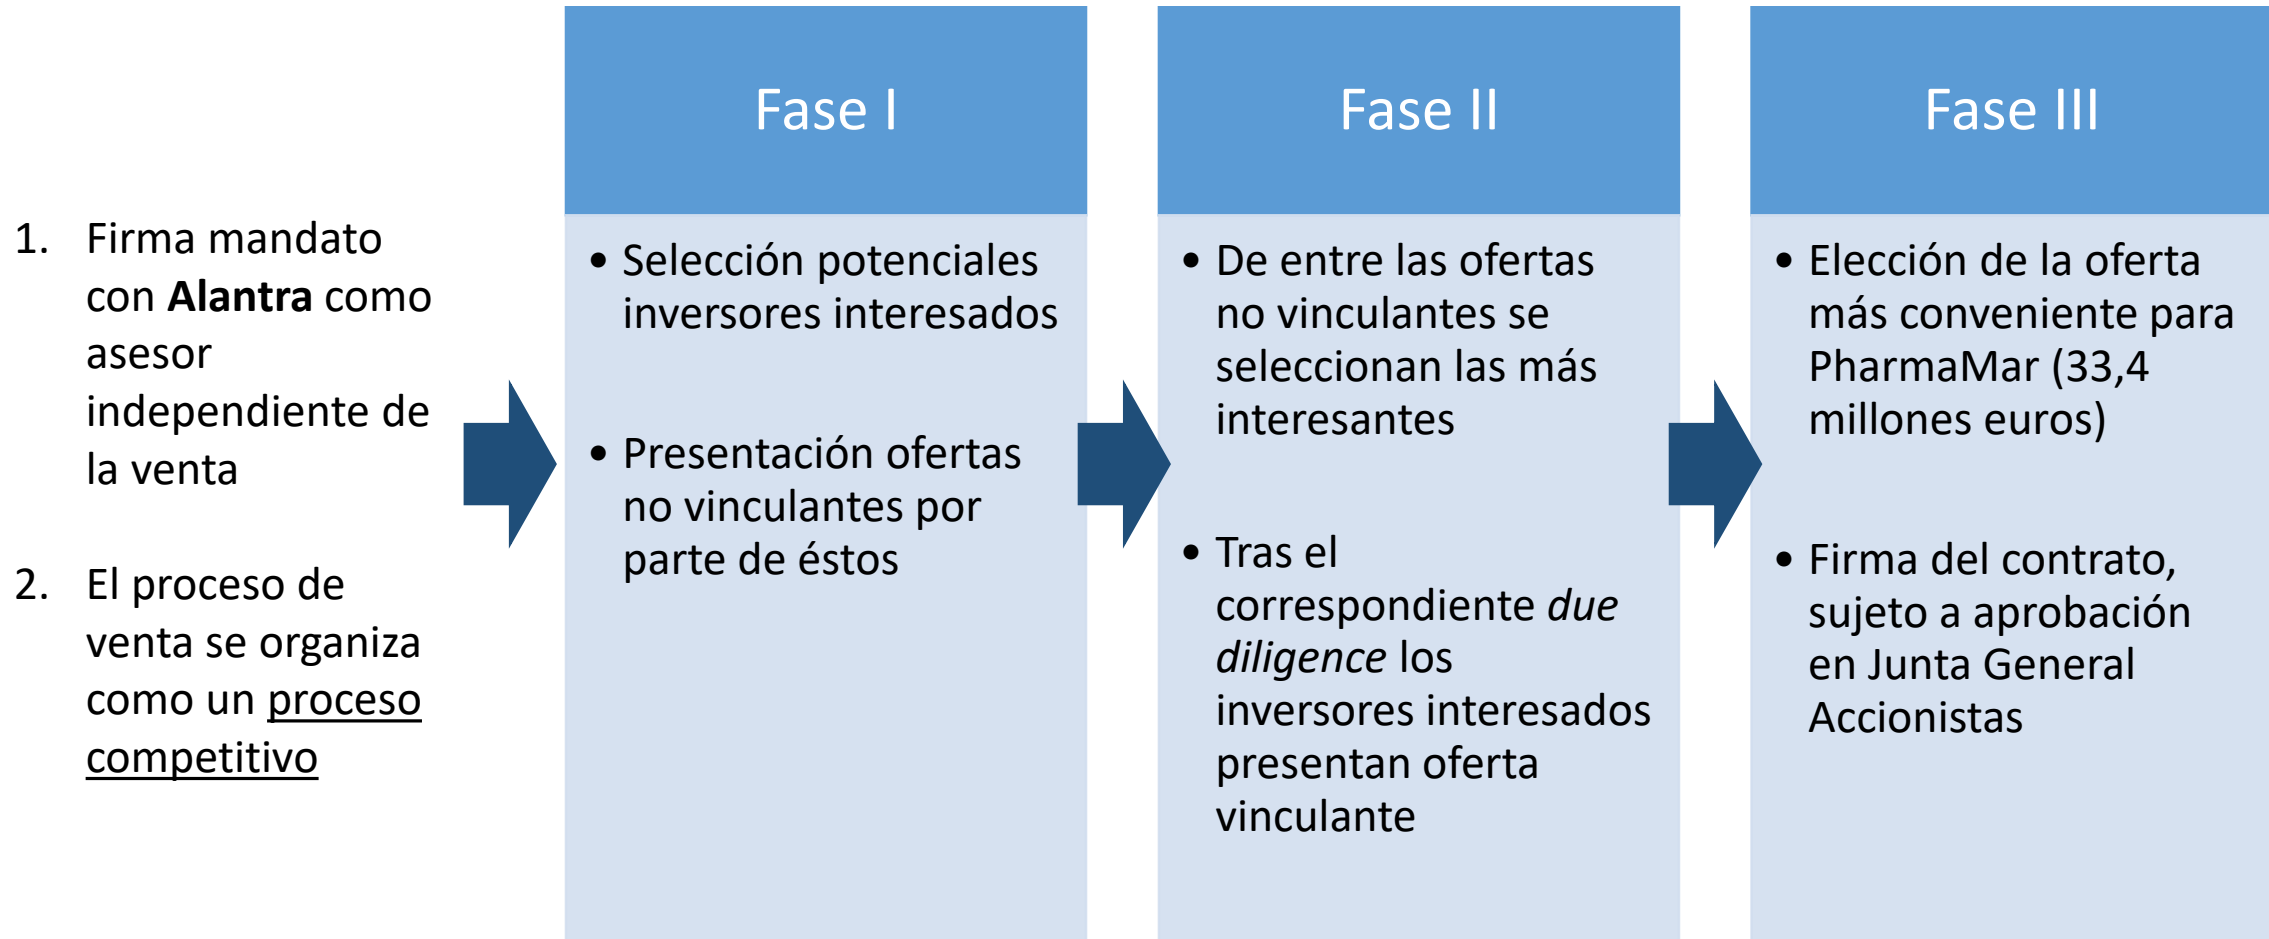 1. Firma mandato
con Alantra como
asesor
independiente de
la venta
2. El proceso de
venta se organiza
como un proceso
competitivo
Fase I
• Selección potenciales
inversores interesados
• Presentación ofertas
no vinculantes por
parte de éstos
Fase II
• De entre las ofertas
no vinculantes se
seleccionan las más
interesantes
• Tras el
correspondiente due
diligence los
inversores interesados
presentan oferta
vinculante
Fase III
• Elección de la oferta
más conveniente para
PharmaMar (33,4
millones euros)
• Firma del contrato,
sujeto a aprobación
en Junta General
Accionistas